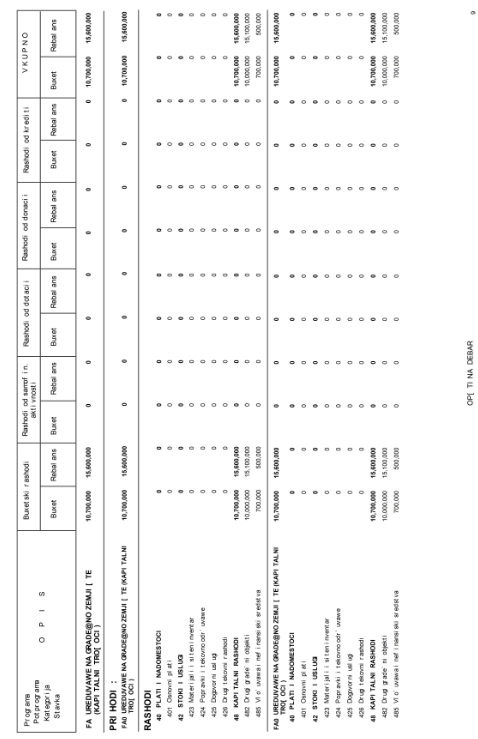 Programa
Potprograma
Kategorija
Stavka
O P I S
Buxetski rashodi
Rashodi od samofin. aktivnosti
Rashodi od dotacii
Rashodi od donacii
Rashodi od krediti
VKUPNO
Buxet Rebalans Buxet Rebalans Buxet Rebalans Buxet Rebalans Buxet Rebalans Buxet Rebalans
FA UREDUVAWE NA GRADE@NO ZEMJI[TE 10,700,000 15,600,000 0 0 0 0 0 0 0 0 10,700,000 15,600,000
(KAPITALNI TRO[OCI)
PRIHODI :
FA0 UREDUVAWE NA GRADE@NO ZEMJI[TE (KAPITALNI 10,700,000 15,600,000 0 0 0 0 0 0 0 0 10,700,000 15,600,000
TRO[OCI)
RASHODI
40 PLATI I NADOMESTOCI 0 0 0 0 0 0 0 0 0 0 0 0
401 Osnovni plati 0 0 0 0 0 0 0 0 0 0 0 0
42 STOKI I USLUGI 0 0 0 0 0 0 0 0 0 0 0 0
423 Materijali i siten inventar 0 0 0 0 0 0 0 0 0 0 0 0
424 Popravki i tekovno odr`uvawe 0 0 0 0 0 0 0 0 0 0 0 0
425 Dogovorni uslugi 0 0 0 0 0 0 0 0 0 0 0 0
426 Drugi tekovni rashodi 0 0 0 0 0 0 0 0 0 0 0 0
48 KAPITALNI RASHODI 10,700,000 15,600,000 0 0 0 0 0 0 0 0 10,700,000 15,600,000
482 Drugi grade`ni objekti 10,000,000 15,100,000 0 0 0 0 0 0 0 0 10,000,000 15,100,000
485 Vlo`uvawa i nefinansiski sredstva 700,000 500,000 0 0 0 0 0 0 0 0 700,000 500,000
FA0 UREDUVAWE NA GRADE@NO ZEMJI[TE (KAPITALNI 10,700,000 15,600,000 0 0 0 0 0 0 0 0 10,700,000 15,600,000
TRO[OCI)
40 PLATI I NADOMESTOCI 0 0 0 0 0 0 0 0 0 0 0 0
401 Osnovni plati 0 0 0 0 0 0 0 0 0 0 0 0
42 STOKI I USLUGI 0 0 0 0 0 0 0 0 0 0 0 0
423 Materijali i siten inventar 0 0 0 0 0 0 0 0 0 0 0 0
424 Popravki i tekovno odr`uvawe 0 0 0 0 0 0 0 0 0 0 0 0
425 Dogovorni uslugi 0 0 0 0 0 0 0 0 0 0 0 0
426 Drugi tekovni rashodi 0 0 0 0 0 0 0 0 0 0 0 0
48 KAPITALNI RASHODI 10,700,000 15,600,000 0 0 0 0 0 0 0 0 10,700,000 15,600,000
482 Drugi grade`ni objekti 10,000,000 15,100,000 0 0 0 0 0 0 0 0 10,000,000 15,100,000
485 Vlo`uvawa i nefinansiski sredstva 700,000 500,000 0 0 0 0 0 0 0 0 700,000 500,000
OP[TINA DEBAR
9